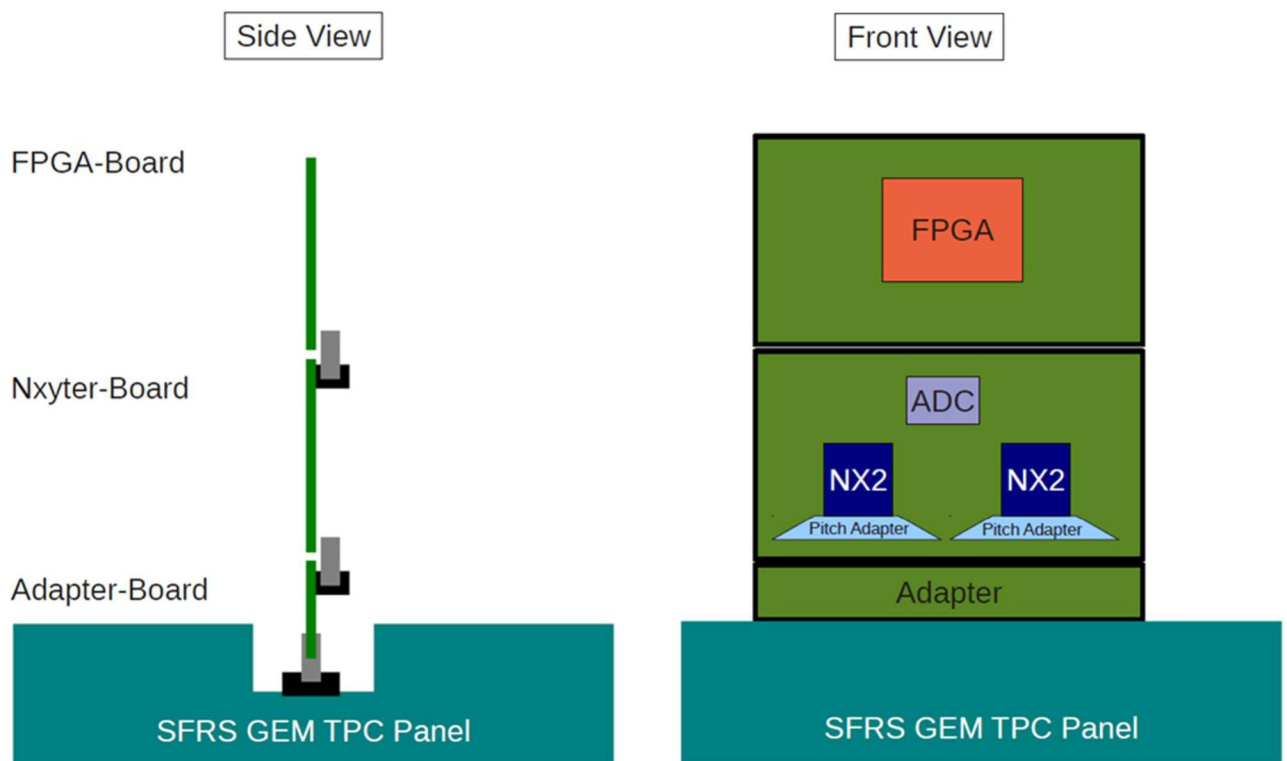 Side View
Front View
FPGA-Board
FPGA
Nxyter-Board
ADC
NX2
NX2
Pitch Adapter
Pitch Adapter
Adapter-Board
Adapter
SFRS GEM TPC Panel
SFRS GEM TPC Panel